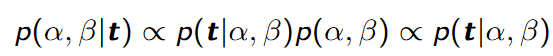 p(α, β|t) ∝ p(t|α, β)p(α, β) ∝ p(t|α, β)